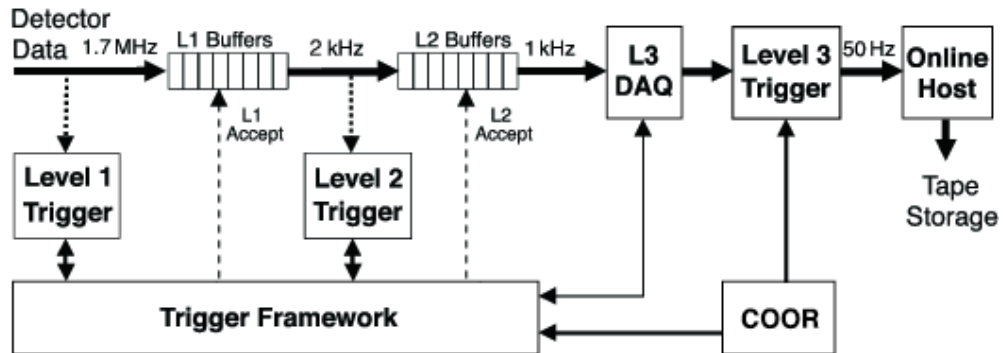 Detector
Data
1.7 MHz
L1 Buffers
2 kHz
L2 Buffers
1 kHz
L3
DAQ
Level 3
Trigger
50 Hz
Online
Host
L1
Accept
L2
Accept
Level 1
Trigger
Level 2
Trigger
Tape
Storage
Trigger Framework
COOR